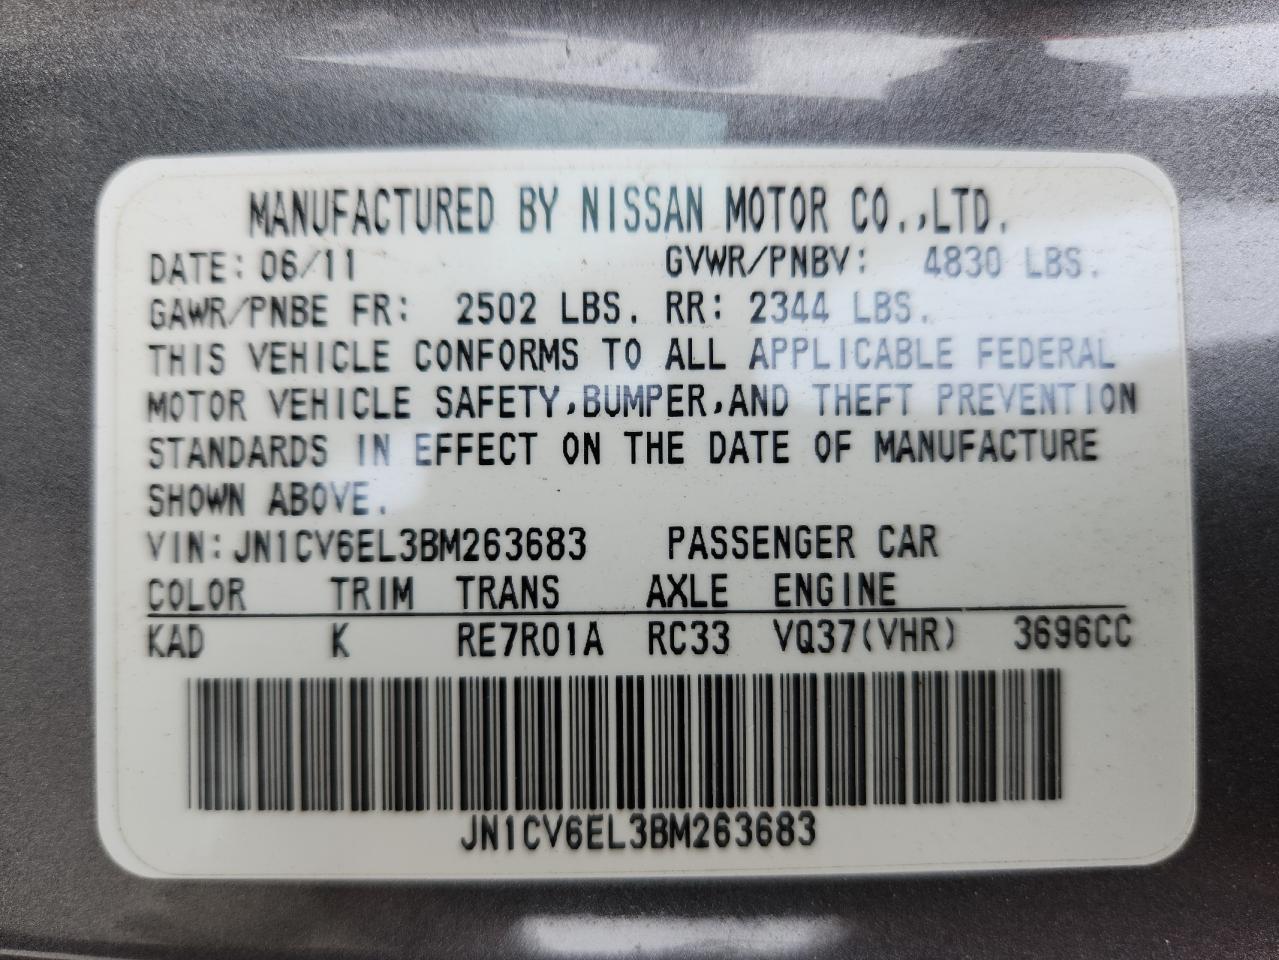 MANUFACTURED BY NISSAN MOTOR CO.,LTD.
DATE: 06/11 GVWR/PNBV: 4830 LBS.
GAWR/PNBE FR: 2502 LBS. RR: 2344 LBS.
THIS VEHICLE CONFORMS TO ALL APPLICABLE FEDERAL
MOTOR VEHICLE SAFETY,BUMPER,AND THEFT PREVENTION
STANDARDS IN EFFECT ON THE DATE OF MANUFACTURE
SHOWN ABOVE.
VIN: JN1CV6EL3BM263683 PASSENGER CAR
COLOR TRIM TRANS AXLE ENGINE
KAD K RE7R01A RC33 VQ37(VHR) 3696CC
JN1CV6EL3BM263683